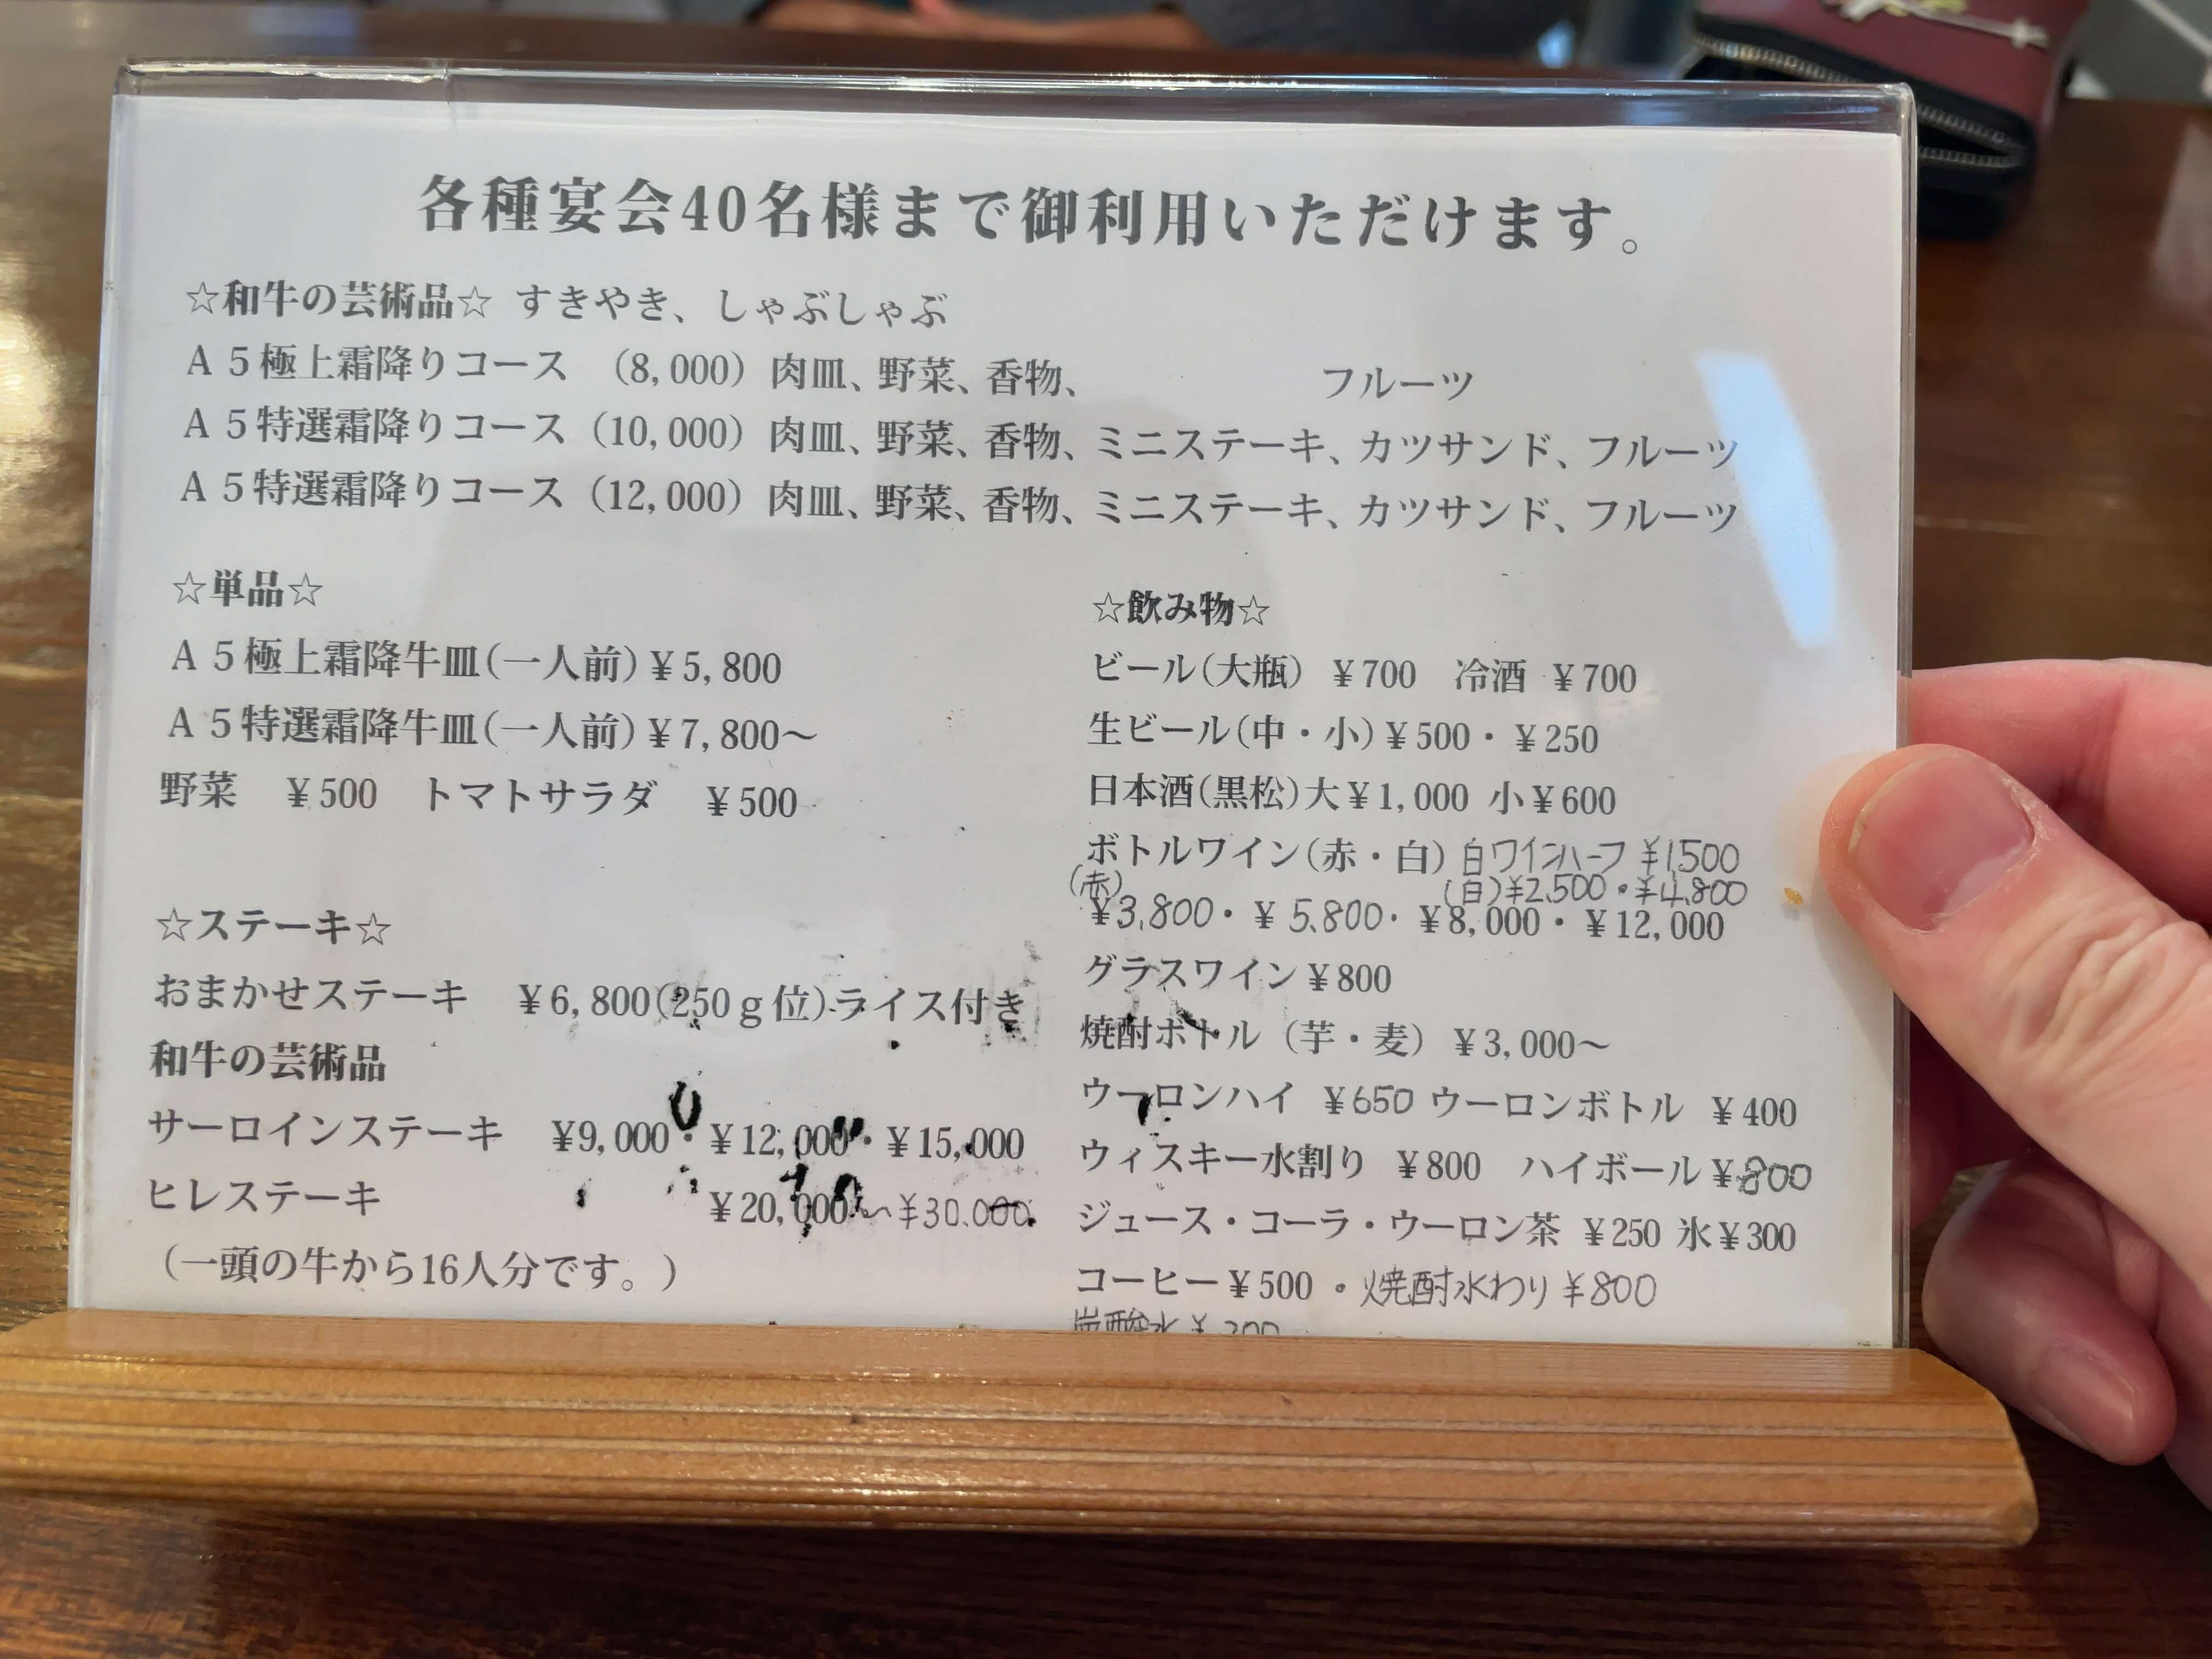 各種宴会40名様まで御利用いただけます。
☆和牛の芸術品☆ すきやき、しゃぶしゃぶ
A5極上霜降りコース (8,000) 肉皿、野菜、香物、 フルーツ
A5特選霜降りコース (10,000) 肉皿、野菜、香物、ミニステーキ、カツサンド、フルーツ
A5特選霜降りコース (12,000) 肉皿、野菜、香物、ミニステーキ、カツサンド、フルーツ
☆単品☆
A5極上霜降牛皿(一人前)¥5,800
A5特選霜降牛皿(一人前)¥7,800〜
野菜 ¥500 トマトサラダ ¥500
☆ステーキ☆
おまかせステーキ ¥6,800(250g位)ライス付き
和牛の芸術品
サーロインステーキ ¥9,000・¥12,000・¥15,000
ヒレステーキ ¥20,000〜¥30.000
(一頭の牛から16人分です。)
☆飲み物☆
ビール(大瓶) ¥700 冷酒 ¥700
生ビール(中・小)¥500・¥250
日本酒(黒松)大¥1,000 小¥600
ボトルワイン(赤・白) 白ワインハーフ ¥1,500
(赤) (白)¥2,500・¥4,800
¥3,800・¥5,800・¥8,000・¥12,000
グラスワイン¥800
焼酎ボトル (芋・麦) ¥3,000〜
ウーロンハイ ¥650 ウーロンボトル ¥400
ウィスキー水割り ¥800 ハイボール¥800
ジュース・コーラ・ウーロン茶 ¥250 氷¥300
コーヒー¥500 ・焼酎水わり ¥800
炭酸水 ¥